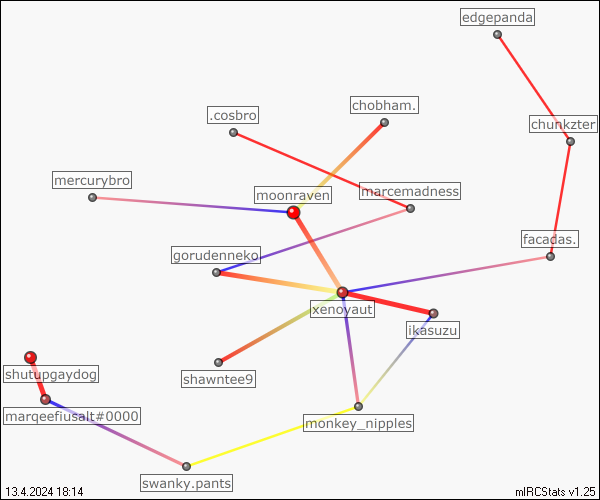 edgepanda
chobham.
.cosbro
chunkzter
mercurybro
marcemadness
moonraven
facadas.
gorudenneko
xenoyaut
ikasuzu
shutupgaydog
shawntee9
marqeefiusalt#0000
monkey_nipples
swanky.pants
13.4.2024 18:14
mIRCStats v1.25